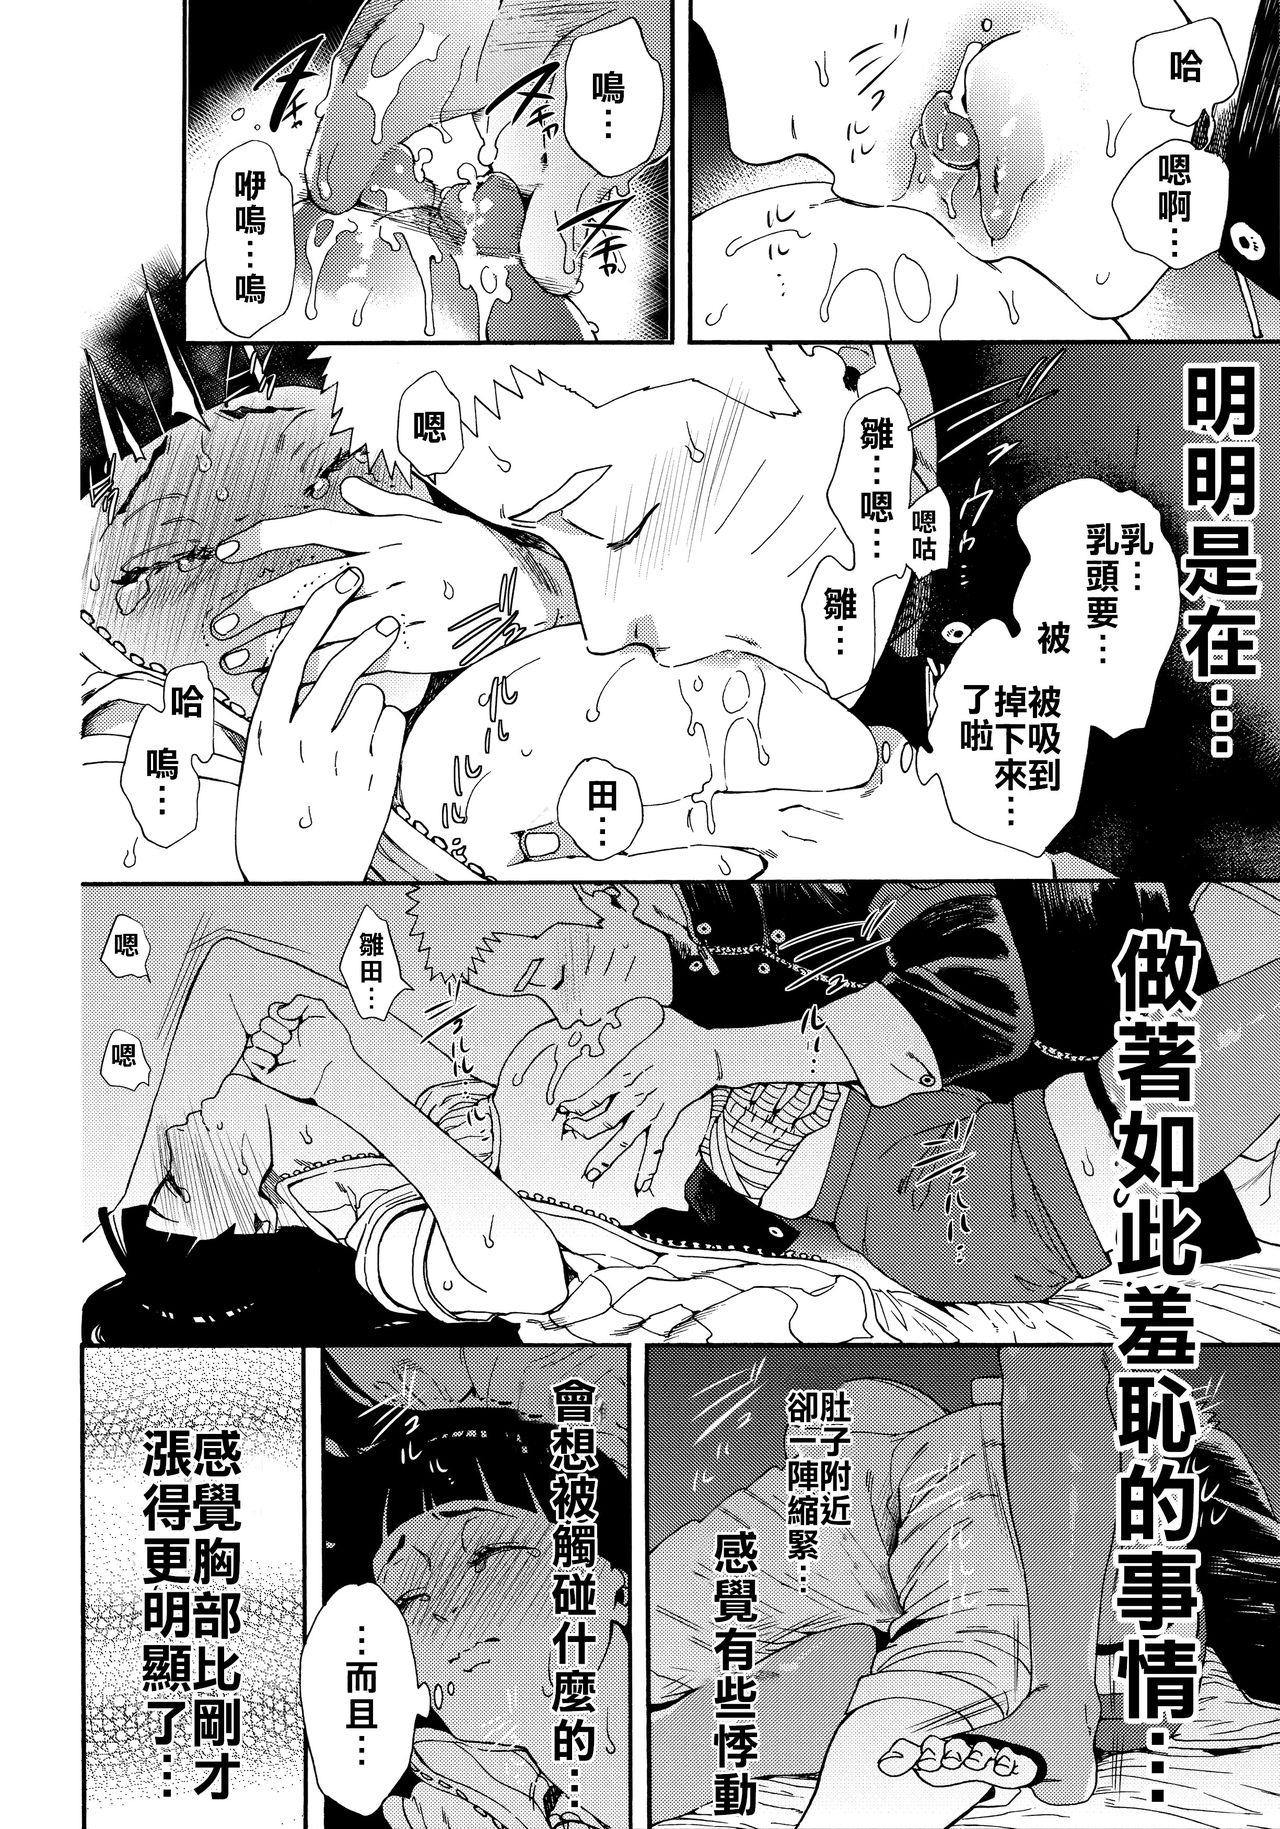 哈
嗯啊…
嗚…
咿嗚…嗚
明明是在…
乳…
乳頭要…
被
被吸到
掉下來…
了啦
嗯咕
雛…嗯…
雛…
嗯
田…
哈
嗚…
做著如此羞恥的事情…
雛田…
嗯
嗯
肚子附近
卻一陣縮緊…
感覺有些悸動
會想被觸碰什麼的…
…而且…
感覺胸部比剛才
漲得更明顯了…